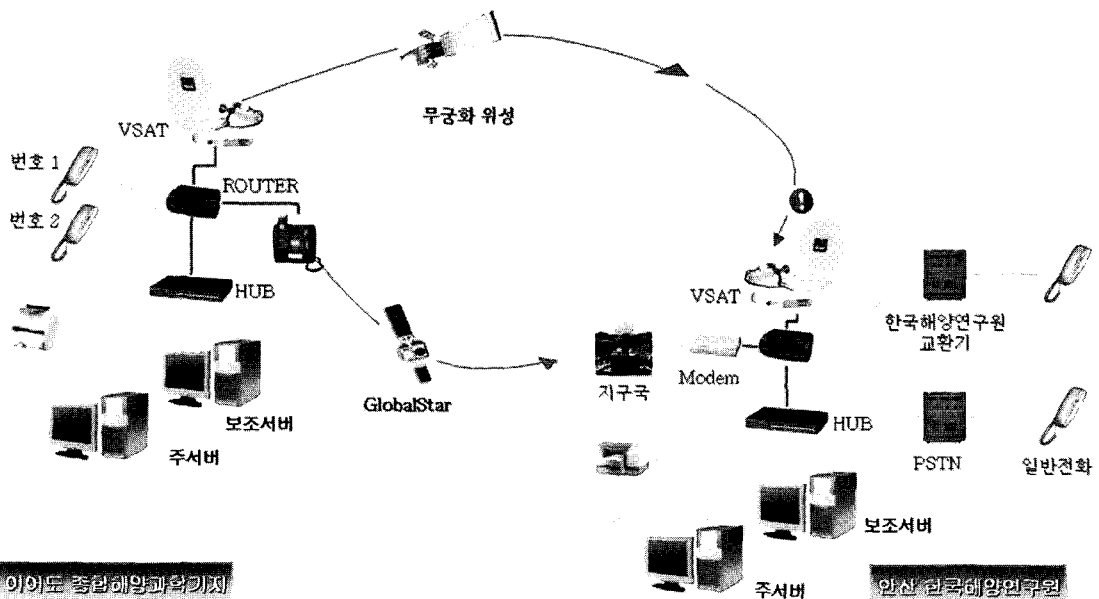 무궁화 위성
VSAT
번호 1
ROUTER
번호 2
HUB
VSAT
한국해양연구원
교환기
지구국
Modem
GlobalStar
보조서버
HUB
주서버
PSTN
일반전화
보조서버
주서버
이어도 종합해양과학기지
안산 한국해양연구원